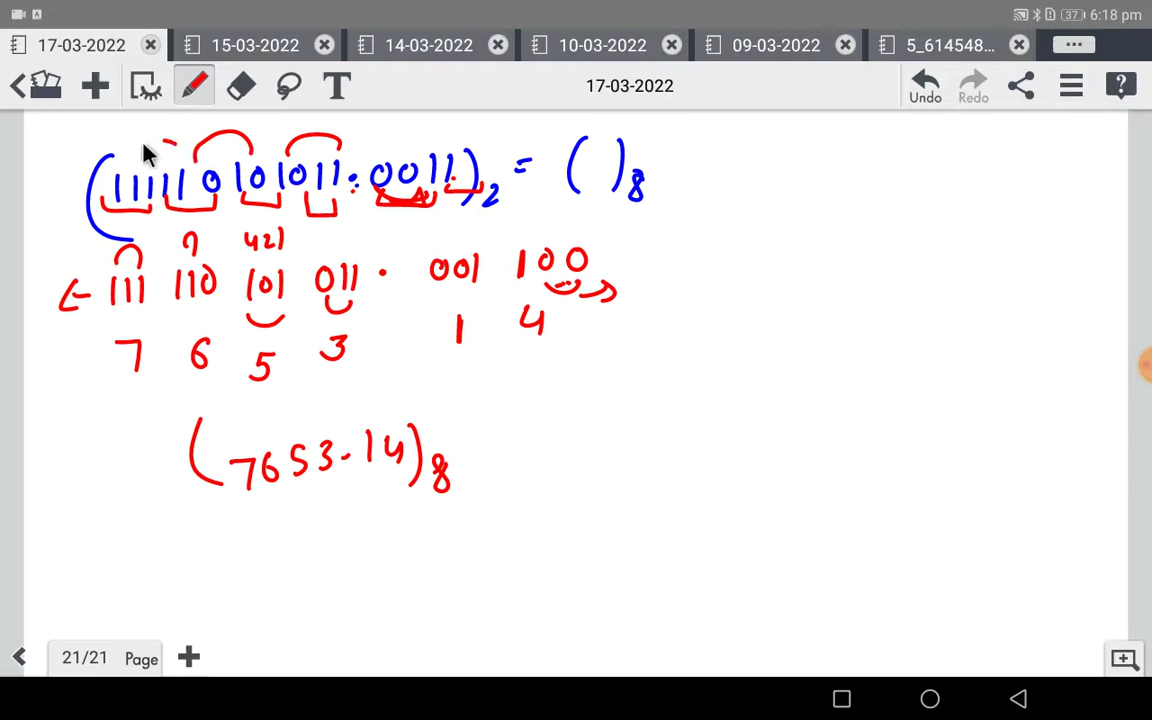 6:18 pm
37
17-03-2022 15-03-2022 14-03-2022 10-03-2022 09-03-2022 5_614548... ...
T 17-03-2022 Undo Redo ?
(111110101011.0011)2 = ( )8
421
111 110 101 011 . 001 100
7 6 5 3 1 4
(7653.14)8
21/21 Page